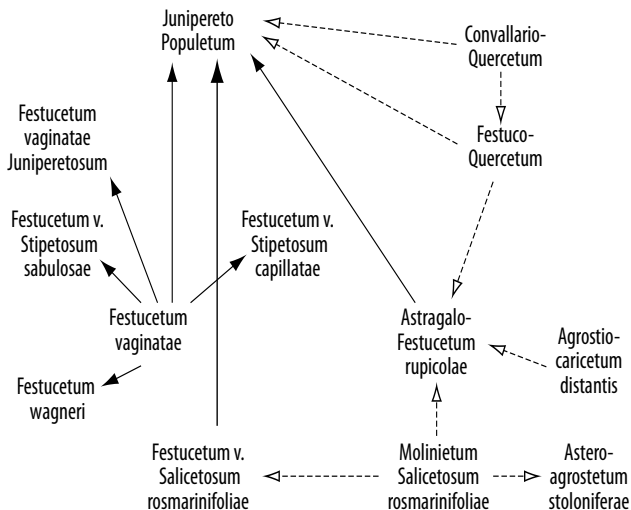 Junipereto
Populetum
Convallario-
Quercetum
Festuco-
Quercetum
Festucetum
vaginatae
Juniperetosum
Festucetum v.
Stipetosum
sabulosae
Festucetum v.
Stipetosum
capillatae
Festucetum
vaginatae
Astragalo-
Festucetum
rupicolae
Agrostio-
caricetum
distantis
Festucetum
wagneri
Festucetum v.
Salicetosum
rosmarinifoliae
Molinietum
Salicetosum
rosmarinifoliae
Astero-
agrostetum
stoloniferae